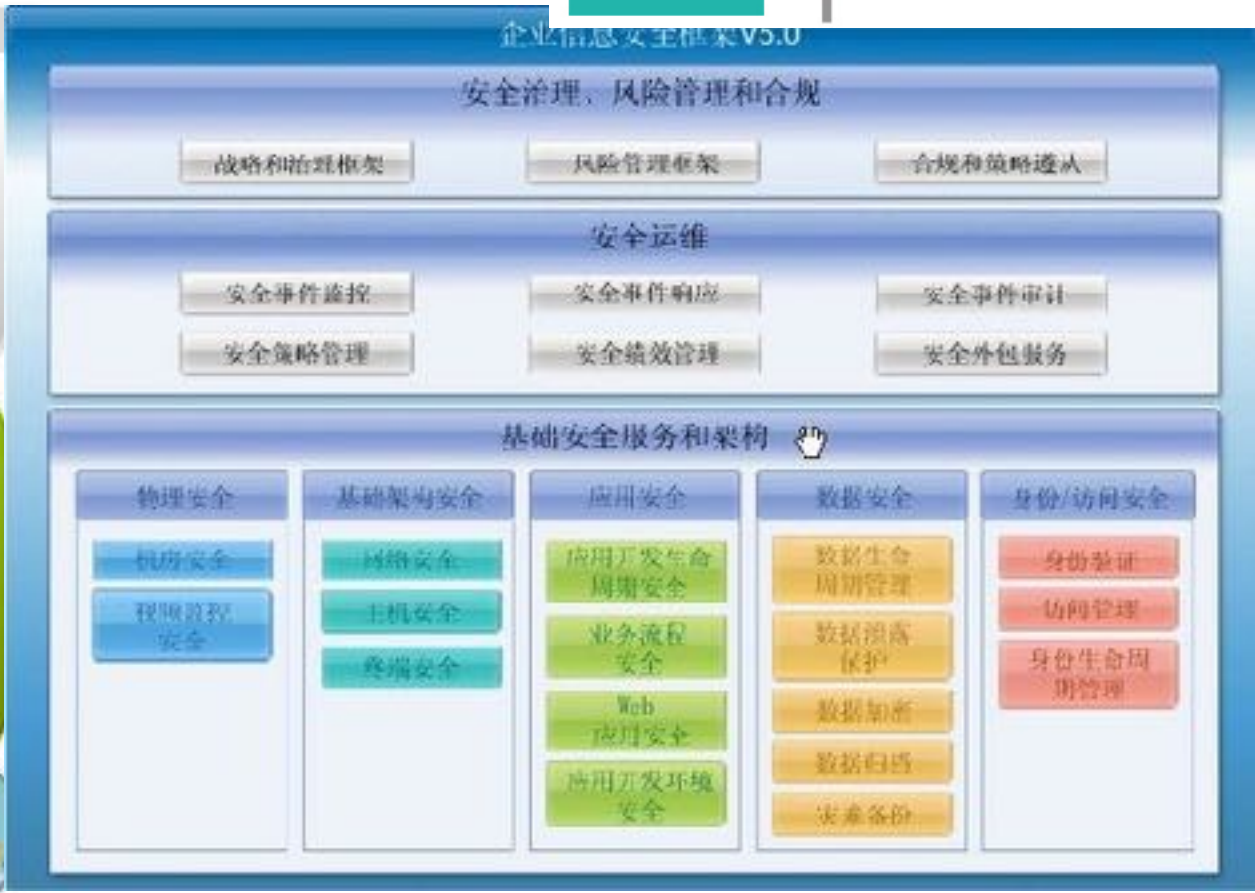 企业信息安全框架V5.0
安全治理、风险管理和合规
战略和治理框架
风险管理框架
合规和策略遵从
安全运维
安全事件监控
安全事件响应
安全事件审计
安全策略管理
安全绩效管理
安全外包服务
基础安全服务和架构
物理安全
基础架构安全
应用安全
数据安全
身份/访问安全
机房安全
视频监控
安全
网络安全
主机安全
终端安全
应用开发生命
周期安全
业务流程
安全
Web
应用安全
应用开发环境
安全
数据生命
周期管理
数据泄露
保护
数据加密
数据归档
灾难备份
身份验证
访问管理
身份生命周
期管理